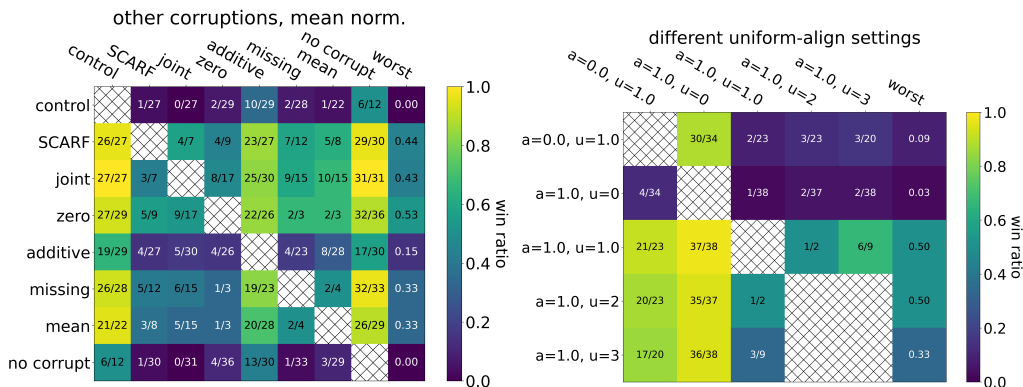 other corruptions, mean norm.
control SCARF joint zero additive missing mean no corrupt worst
control 1/27 0/27 2/29 10/29 2/28 1/22 6/12 0.00
SCARF 26/27 4/7 4/9 23/27 7/12 5/8 29/30 0.44
joint 27/27 3/7 8/17 25/30 9/15 10/15 31/31 0.43
zero 27/29 5/9 9/17 22/26 2/3 2/3 32/36 0.53
additive 19/29 4/27 5/30 4/26 4/23 8/28 17/30 0.15
missing 26/28 5/12 6/15 1/3 19/23 2/4 32/33 0.33
mean 21/22 3/8 5/15 1/3 20/28 2/4 26/29 0.33
no corrupt 6/12 1/30 0/31 4/36 13/30 1/33 3/29 0.00
1.0
0.8
0.6
0.4
0.2
0.0
win ratio
different uniform-align settings
a=0.0, u=1.0 a=1.0, u=0 a=1.0, u=1.0 a=1.0, u=2 a=1.0, u=3 worst
a=0.0, u=1.0 30/34 2/23 3/23 3/20 0.09
a=1.0, u=0 4/34 1/38 2/37 2/38 0.03
a=1.0, u=1.0 21/23 37/38 1/2 6/9 0.50
a=1.0, u=2 20/23 35/37 1/2 0.50
a=1.0, u=3 17/20 36/38 3/9 0.33
1.0
0.8
0.6
0.4
0.2
0.0
win ratio